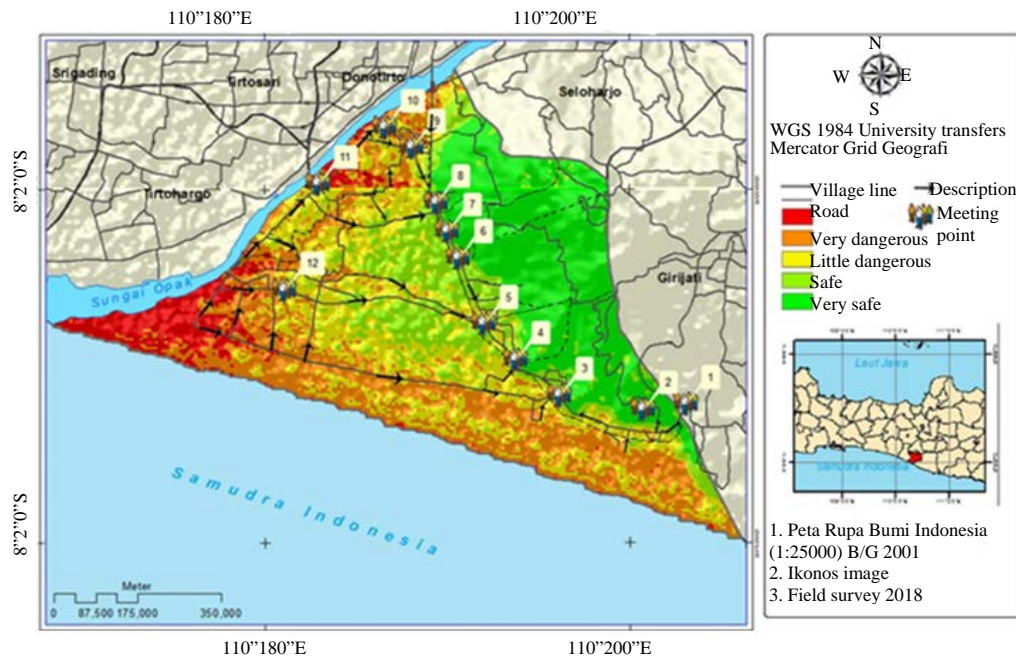 110”180”E
110”200”E
Srigading
Tirtosari
Donotirto
Seloharjo
10
9
11
Tirtohargo
8
7
6
12
Girijati
Sungai Opak
5
4
3
2
1
Samudra Indonesia
8”2”0”S
8”2”0”S
Meter
0 87,500 175,000 350,000
110”180”E
110”200”E
N
W E
S
WGS 1984 University transfers
Mercator Grid Geografi
Village line
Description
Road
Meeting
point
Very dangerous
Little dangerous
Safe
Very safe
Laut Jawa
Samudra Indonesia
1. Peta Rupa Bumi Indonesia
(1:25000) B/G 2001
2. Ikonos image
3. Field survey 2018